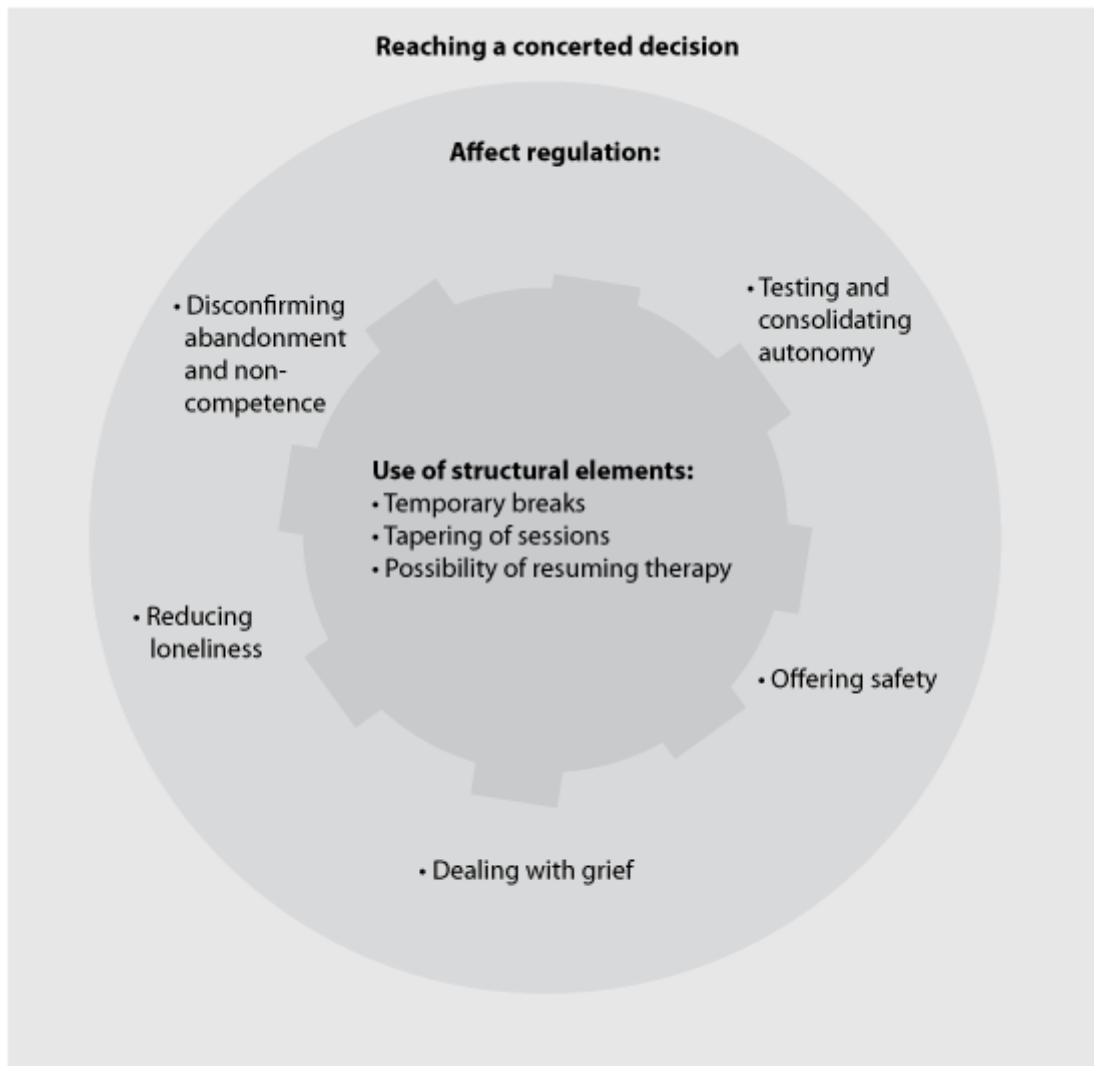 Reaching a concerted decision
Affect regulation:
• Disconfirming
abandonment
and non-
competence
• Testing and
consolidating
autonomy
Use of structural elements:
• Temporary breaks
• Tapering of sessions
• Possibility of resuming therapy
• Reducing
loneliness
• Offering safety
• Dealing with grief